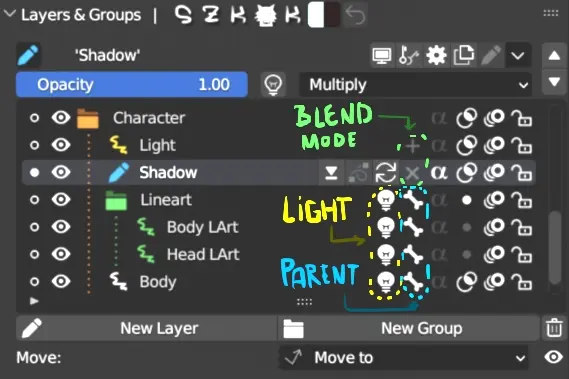 Layers & Groups
'Shadow'
Opacity 1.00 Multiply
Character
BLEND
MODE
Light
Shadow
Lineart
LIGHT
Body LArt
Head LArt
PARENT
Body
New Layer New Group
Move: Move to